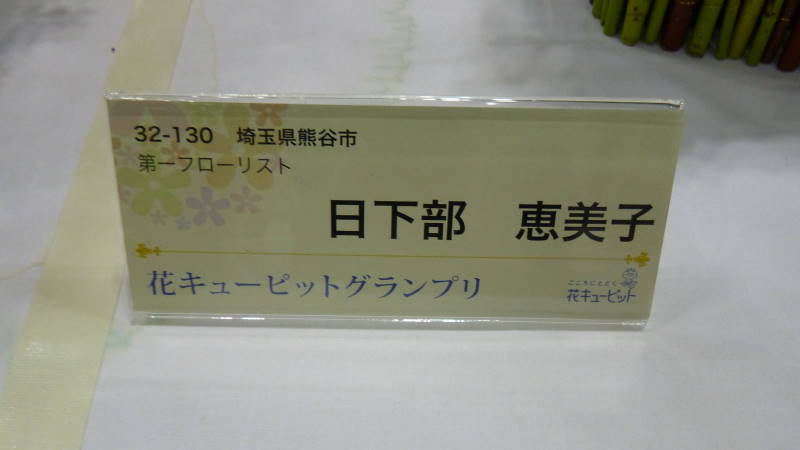 32-130　埼玉県熊谷市
第一フローリスト
日下部　恵美子
花キューピットグランプリ
こころにとどく
花キューピット